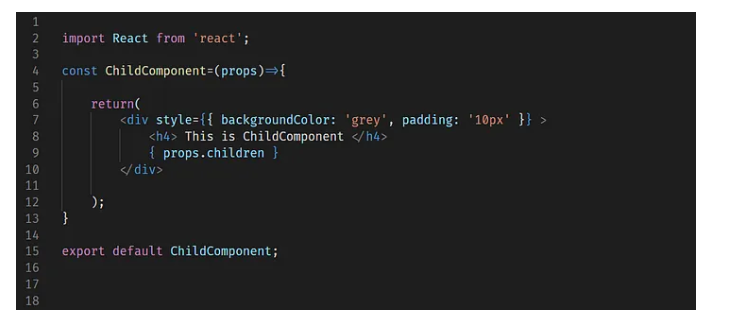 1
2 import React from 'react';
3
4 const ChildComponent=(props)=>{
5
6     return(
7         <div style={{ backgroundColor: 'grey', padding: '10px' }} >
8             <h4> This is ChildComponent </h4>
9             { props.children }
10         </div>
11
12     );
13 }
14
15 export default ChildComponent;
16
17
18